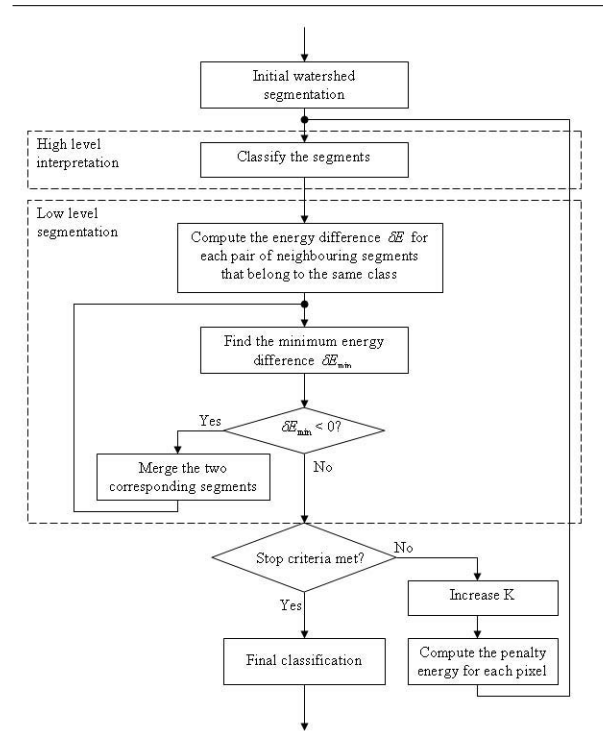 Initial watershed
segmentation
High level
interpretation
Classify the segments
Low level
segmentation
Compute the energy difference δE for
each pair of neighbouring segments
that belong to the same class
Find the minimum energy
difference δEmin
Yes
δEmin < 0?
Merge the two
corresponding segments
No
Stop criteria met?
No
Yes
Increase K
Final classification
Compute the penalty
energy for each pixel